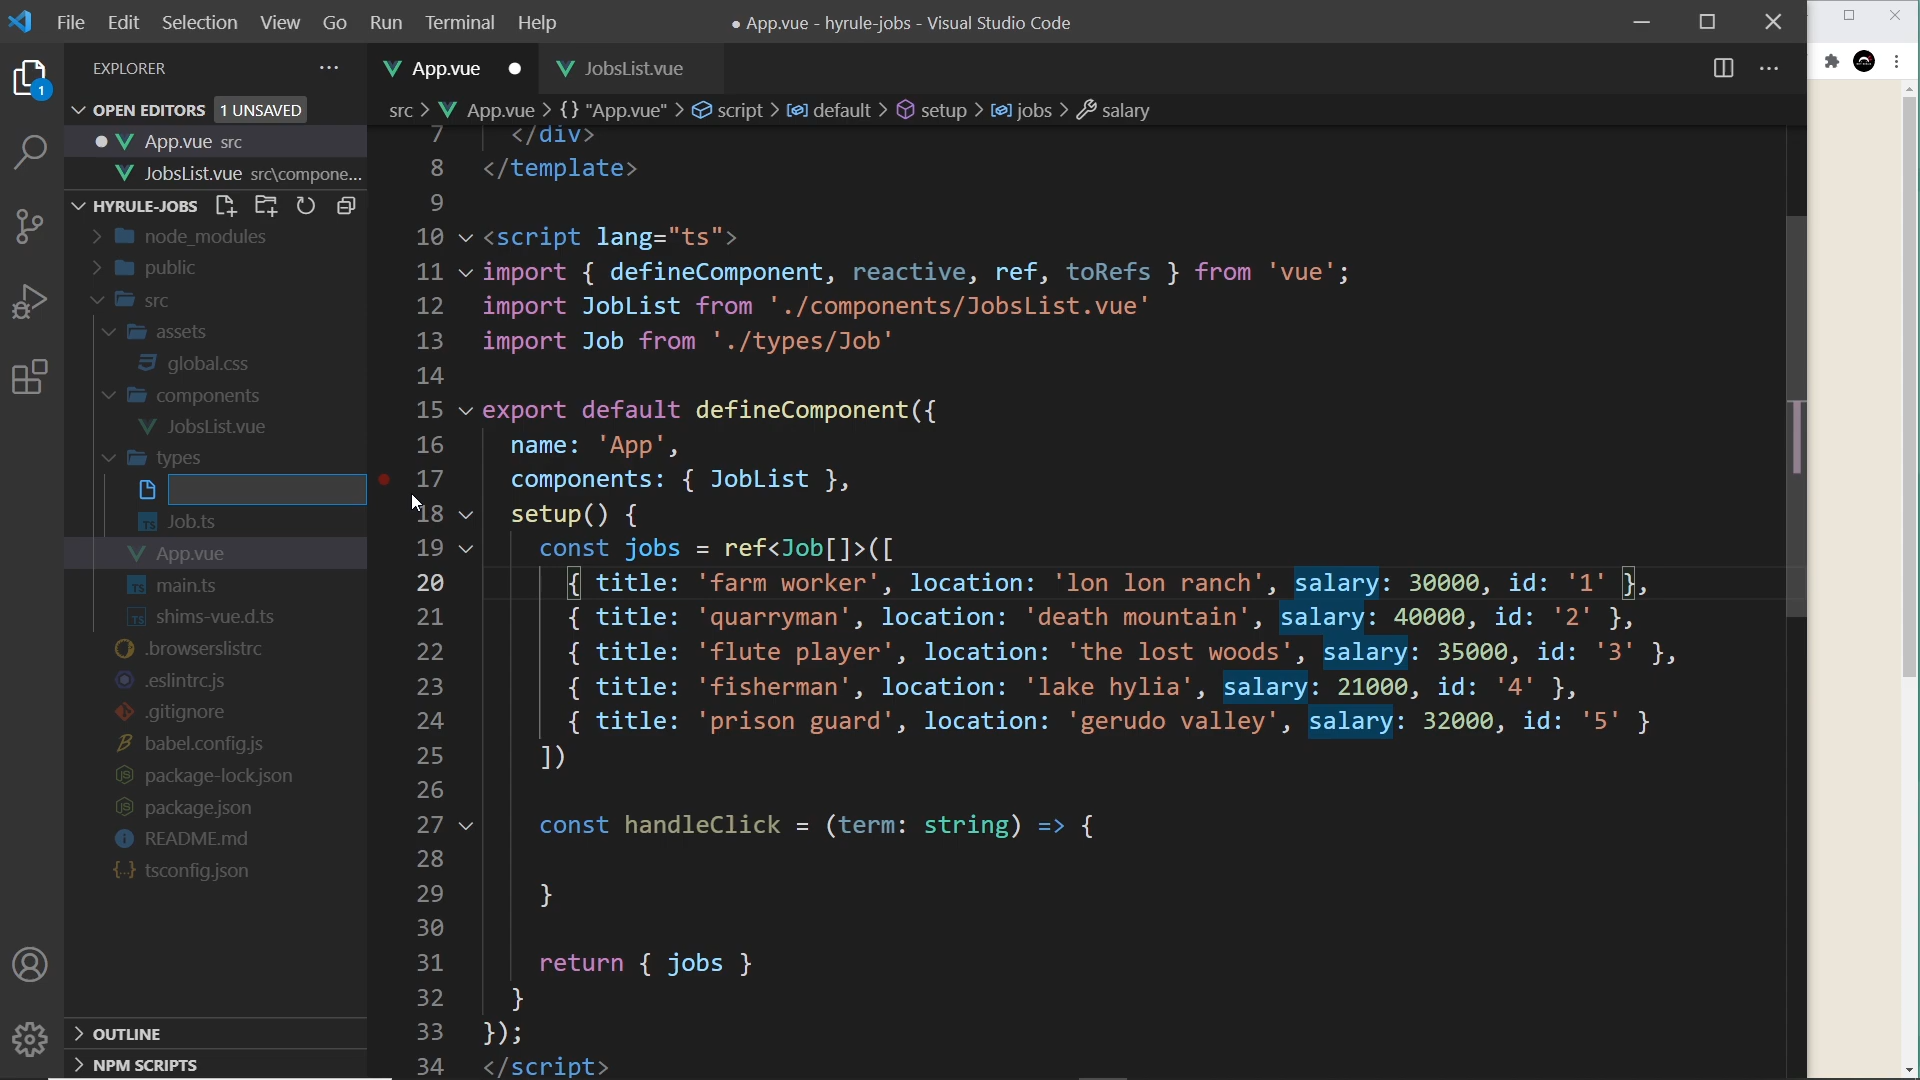 File Edit Selection View Go Run Terminal Help
● App.vue - hyrule-jobs - Visual Studio Code
EXPLORER
1
OPEN EDITORS 1 UNSAVED
App.vue src
JobsList.vue src\compone...
HYRULE-JOBS
node_modules
public
src
assets
global.css
components
JobsList.vue
types
TS Job.ts
App.vue
TS main.ts
TS shims-vue.d.ts
.browserslistrc
.eslintrc.js
.gitignore
babel.config.js
package-lock.json
package.json
README.md
tsconfig.json
OUTLINE
NPM SCRIPTS
App.vue
JobsList.vue
src > App.vue > {} "App.vue" > script > default > setup > jobs > salary
7 </div>
8 </template>
9
10 <script lang="ts">
11 import { defineComponent, reactive, ref, toRefs } from 'vue';
12 import JobList from './components/JobsList.vue'
13 import Job from './types/Job'
14
15 export default defineComponent({
16 name: 'App',
17 components: { JobList },
18 setup() {
19 const jobs = ref<Job[]>([
20 { title: 'farm worker', location: 'lon lon ranch', salary: 30000, id: '1' },
21 { title: 'quarryman', location: 'death mountain', salary: 40000, id: '2' },
22 { title: 'flute player', location: 'the lost woods', salary: 35000, id: '3' },
23 { title: 'fisherman', location: 'lake hylia', salary: 21000, id: '4' },
24 { title: 'prison guard', location: 'gerudo valley', salary: 32000, id: '5' }
25 ])
26
27 const handleClick = (term: string) => {
28
29 }
30
31 return { jobs }
32 }
33 });
34 </script>